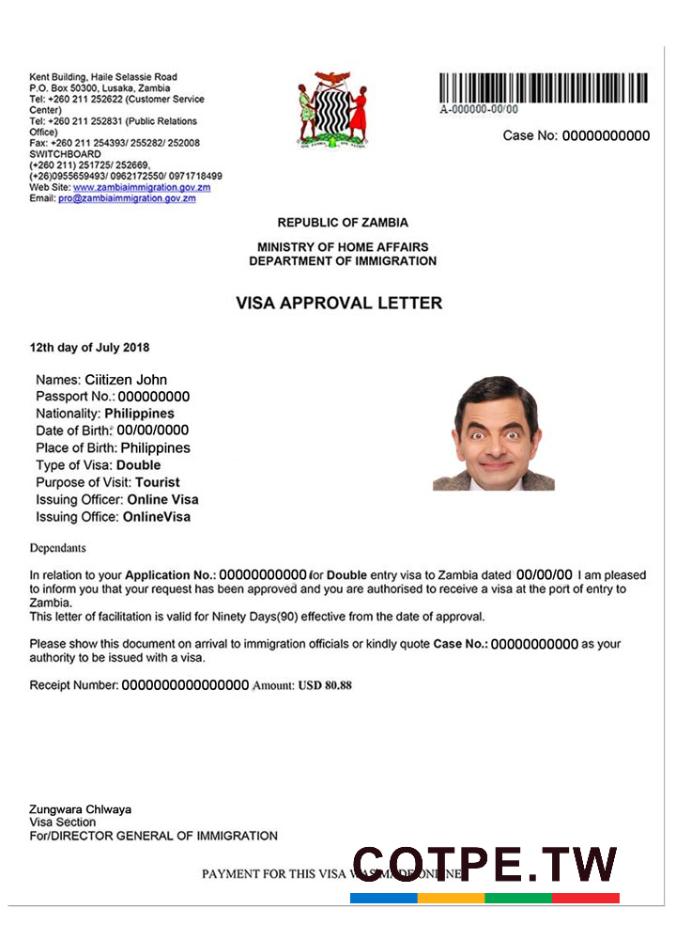 Kent Building, Haile Selassie Road
P.O. Box 50300, Lusaka, Zambia
Tel: +260 211 252622 (Customer Service
Center)
Tel: +260 211 252831 (Public Relations
Office)
Fax: +260 211 254393/ 255282/ 252008
SWITCHBOARD
(+260 211) 251725/ 252669,
(+26)0955659493/ 0962172550/ 0971718499
Web Site: www.zambiaimmigration.gov.zm
Email: pro@zambiaimmigration.gov.zm
A-000000-00/00
Case No: 00000000000
REPUBLIC OF ZAMBIA
MINISTRY OF HOME AFFAIRS
DEPARTMENT OF IMMIGRATION
VISA APPROVAL LETTER
12th day of July 2018
Names: Ciitizen John
Passport No.: 000000000
Nationality: Philippines
Date of Birth: 00/00/0000
Place of Birth: Philippines
Type of Visa: Double
Purpose of Visit: Tourist
Issuing Officer: Online Visa
Issuing Office: OnlineVisa
Dependants
In relation to your Application No.: 00000000000 for Double entry visa to Zambia dated 00/00/00 I am pleased
to inform you that your request has been approved and you are authorised to receive a visa at the port of entry to
Zambia.
This letter of facilitation is valid for Ninety Days(90) effective from the date of approval.
Please show this document on arrival to immigration officials or kindly quote Case No.: 00000000000 as your
authority to be issued with a visa.
Receipt Number: 0000000000000000 Amount: USD 80.88
Zungwara Chlwaya
Visa Section
For/DIRECTOR GENERAL OF IMMIGRATION
PAYMENT FOR THIS VISA WAS MADE ONLINE
COTPE.TW